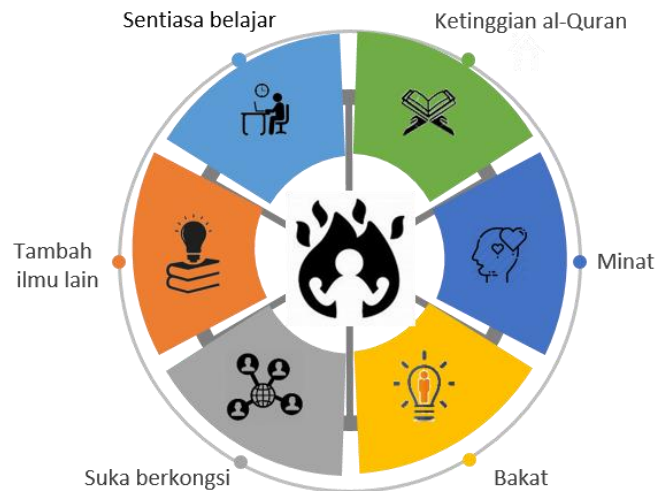 Sentiasa belajar
Ketinggian al-Quran
Tambah
ilmu lain
Minat
Suka berkongsi
Bakat